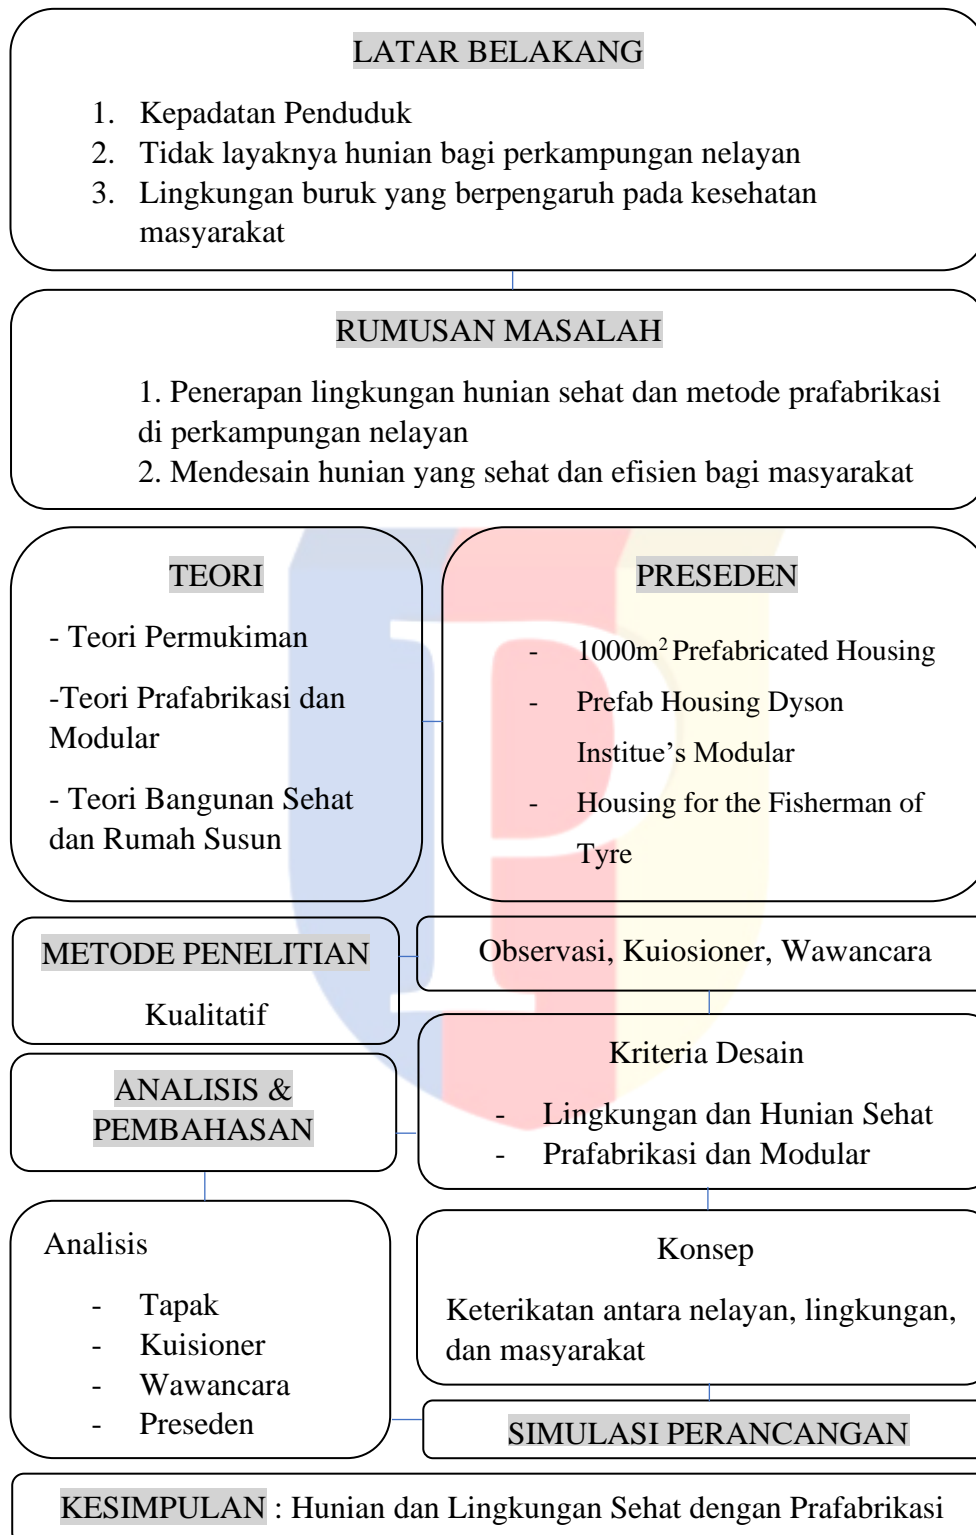 LATAR BELAKANG
1. Kepadatan Penduduk
2. Tidak layaknya hunian bagi perkampungan nelayan
3. Lingkungan buruk yang berpengaruh pada kesehatan
masyarakat
RUMUSAN MASALAH
1. Penerapan lingkungan hunian sehat dan metode prafabrikasi
di perkampungan nelayan
2. Mendesain hunian yang sehat dan efisien bagi masyarakat
TEORI
- Teori Permukiman
-Teori Prafabrikasi dan
Modular
- Teori Bangunan Sehat
dan Rumah Susun
PRESEDEN
- 1000m² Prefabricated Housing
- Prefab Housing Dyson
Institue’s Modular
- Housing for the Fisherman of
Tyre
P
METODE PENELITIAN
Kualitatif
Observasi, Kuiosioner, Wawancara
ANALISIS &
PEMBAHASAN
Kriteria Desain
- Lingkungan dan Hunian Sehat
- Prafabrikasi dan Modular
Analisis
- Tapak
- Kuisioner
- Wawancara
- Preseden
Konsep
Keterikatan antara nelayan, lingkungan,
dan masyarakat
SIMULASI PERANCANGAN
KESIMPULAN : Hunian dan Lingkungan Sehat dengan Prafabrikasi